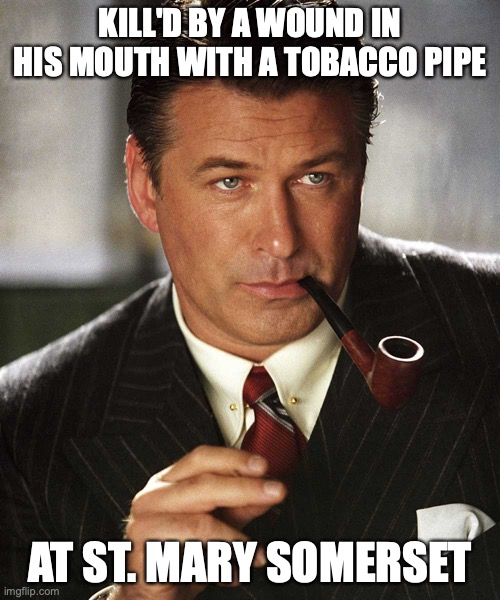 KILL'D BY A WOUND IN
HIS MOUTH WITH A TOBACCO PIPE
AT ST. MARY SOMERSET
imgflip.com